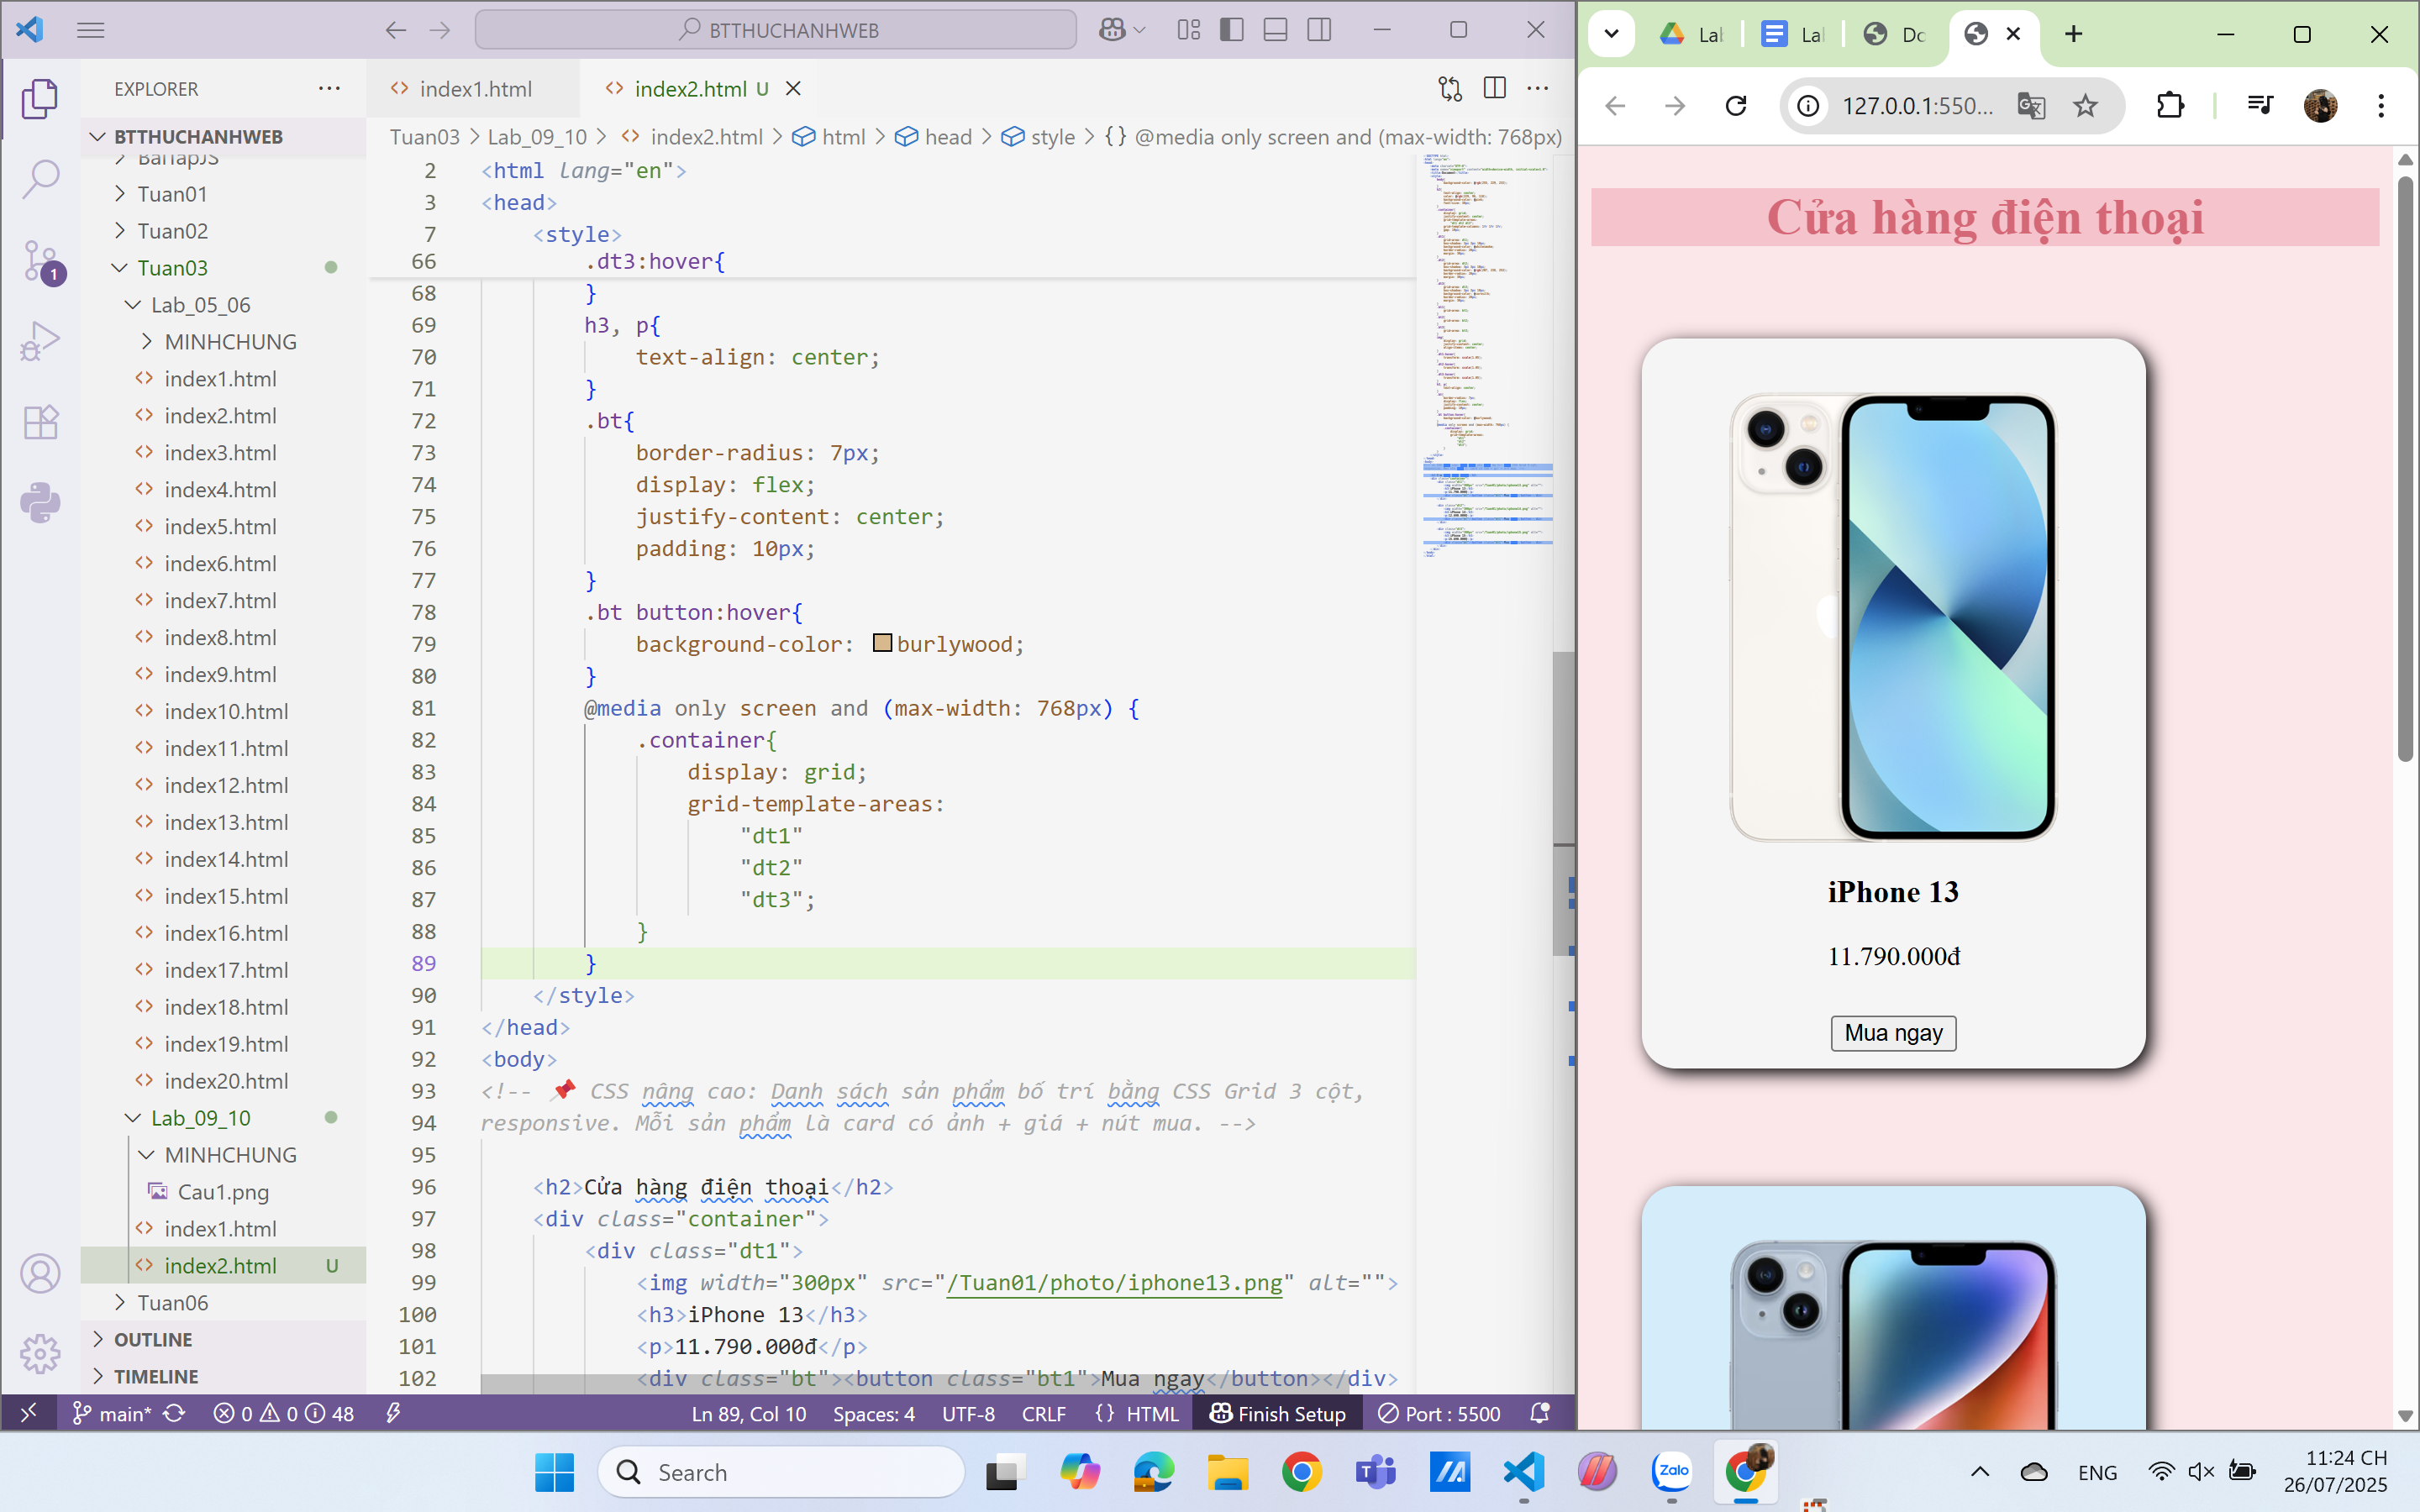 BTTHUCHANHWEB
EXPLORER
BTTHUCHANHWEB
BaiTapJS
Tuan01
Tuan02
Tuan03
Lab_05_06
MINHCHUNG
index1.html
index2.html
index3.html
index4.html
index5.html
index6.html
index7.html
index8.html
index9.html
index10.html
index11.html
index12.html
index13.html
index14.html
index15.html
index16.html
index17.html
index18.html
index19.html
index20.html
Lab_09_10
MINHCHUNG
Cau1.png
index1.html
index2.html U
Tuan06
OUTLINE
TIMELINE
1
index1.html index2.html U
Tuan03 > Lab_09_10 > index2.html > html > head > style > {} @media only screen and (max-width: 768px)
2 <html lang="en">
3 <head>
7 <style>
66 .dt3:hover{
68 }
69 h3, p{
70 text-align: center;
71 }
72 .bt{
73 border-radius: 7px;
74 display: flex;
75 justify-content: center;
76 padding: 10px;
77 }
78 .bt button:hover{
79 background-color: burlywood;
80 }
81 @media only screen and (max-width: 768px) {
82 .container{
83 display: grid;
84 grid-template-areas:
85 "dt1"
86 "dt2"
87 "dt3";
88 }
89 }
90 </style>
91 </head>
92 <body>
93 <!-- 📌 CSS nâng cao: Danh sách sản phẩm bố trí bằng CSS Grid 3 cột,
94 responsive. Mỗi sản phẩm là card có ảnh + giá + nút mua. -->
95
96 <h2>Cửa hàng điện thoại</h2>
97 <div class="container">
98 <div class="dt1">
99 <img width="300px" src="/Tuan01/photo/iphone13.png" alt="">
100 <h3>iPhone 13</h3>
101 <p>11.790.000đ</p>
102 <div class="bt"><button class="bt1">Mua ngay</button></div>
main* 0 0 48
Ln 89, Col 10 Spaces: 4 UTF-8 CRLF {} HTML Finish Setup Port : 5500
Lal Lal Do
127.0.0.1:550...
Cửa hàng điện thoại
iPhone 13
11.790.000đ
Mua ngay
Search
Zalo
ENG
11:24 CH
26/07/2025